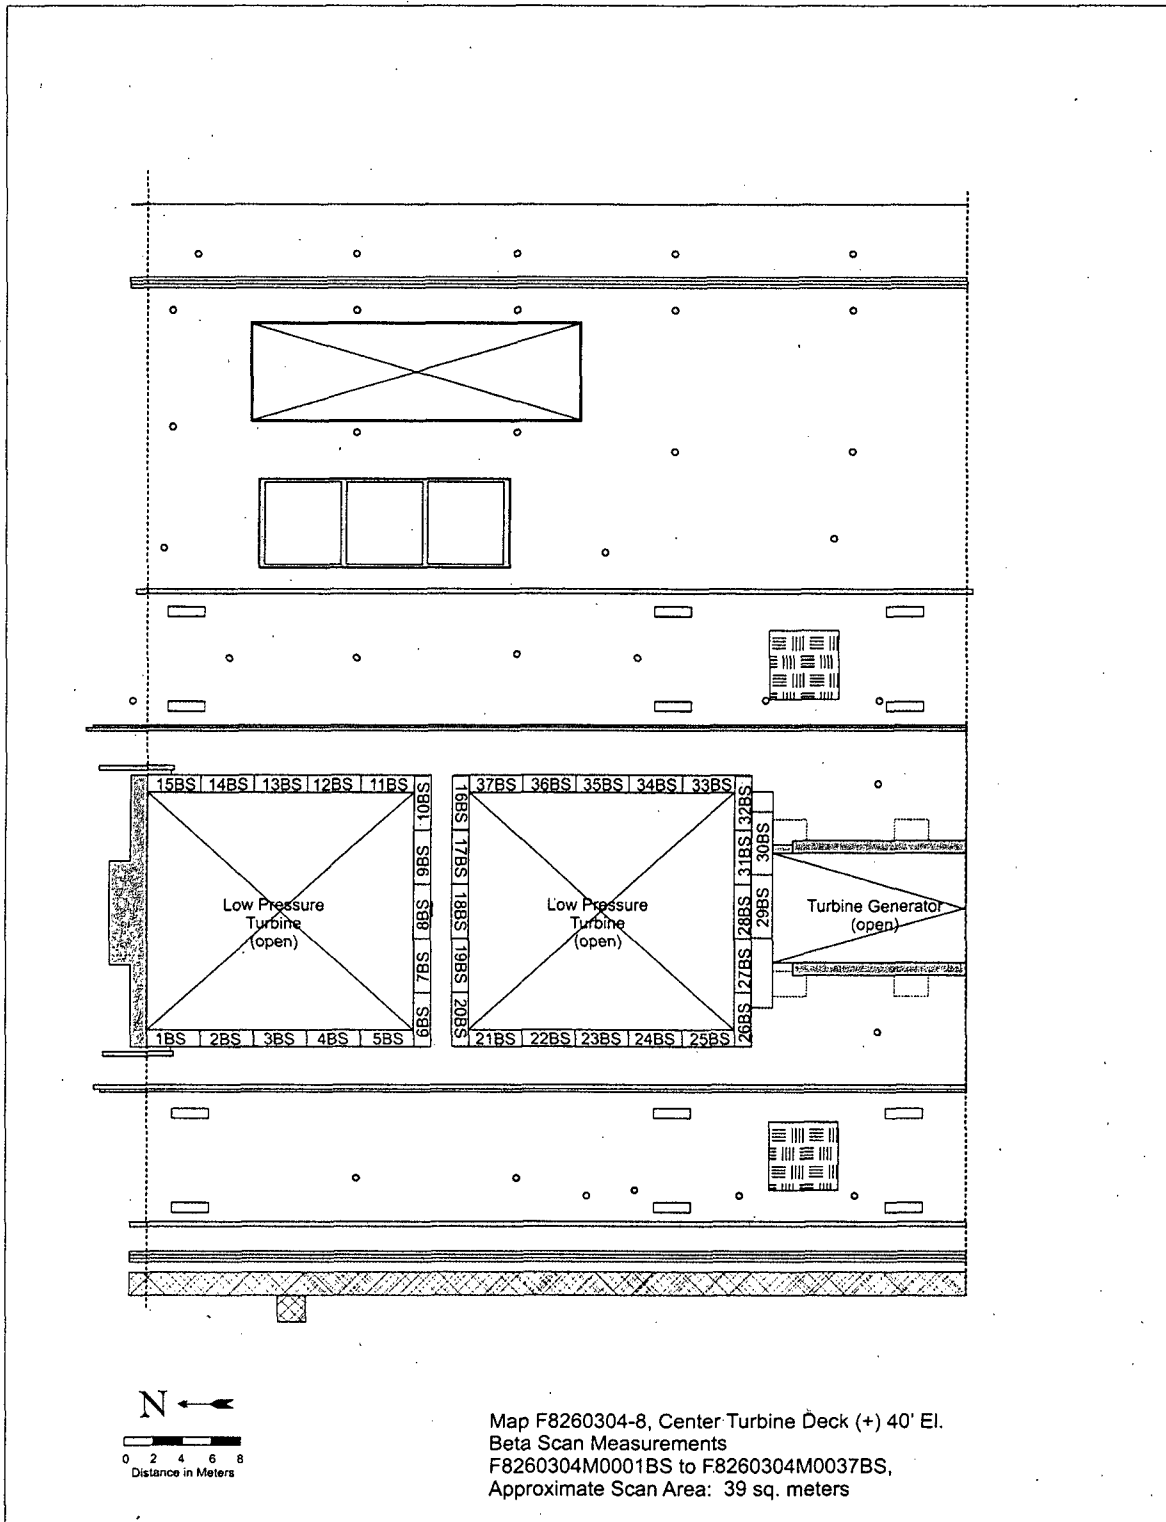 15BS 14BS 13BS 12BS 11BS
10BS
9BS
8BS
7BS
6BS
1BS 2BS 3BS 4BS 5BS
Low Pressure
Turbine
(open)
16BS
17BS
18BS
19BS
20BS
37BS 36BS 35BS 34BS 33BS
32BS
31BS
30BS
29BS
28BS
27BS
26BS
21BS 22BS 23BS 24BS 25BS
Low Pressure
Turbine
(open)
Turbine Generator
(open)
N
0 2 4 6 8
Distance in Meters
Map F8260304-8, Center Turbine Deck (+) 40' El.
Beta Scan Measurements
F8260304M0001BS to F8260304M0037BS,
Approximate Scan Area: 39 sq. meters